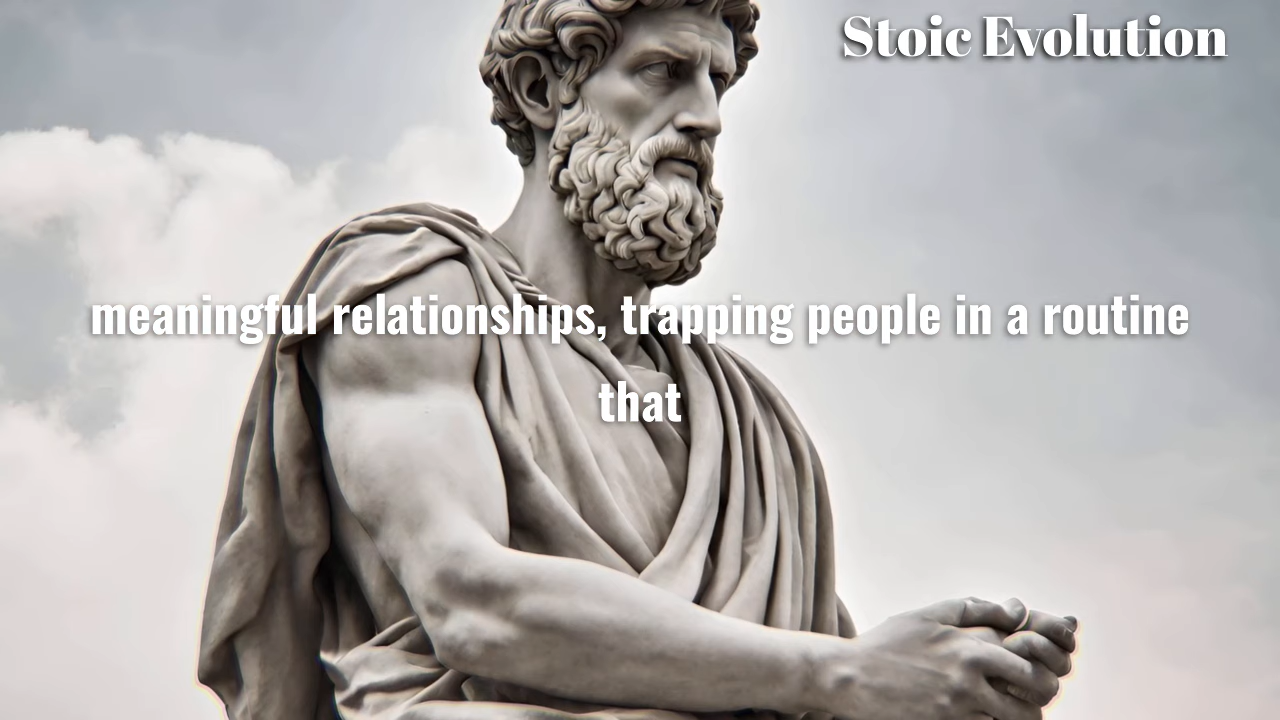 Stoic Evolution
meaningful relationships, trapping people in a routine
that